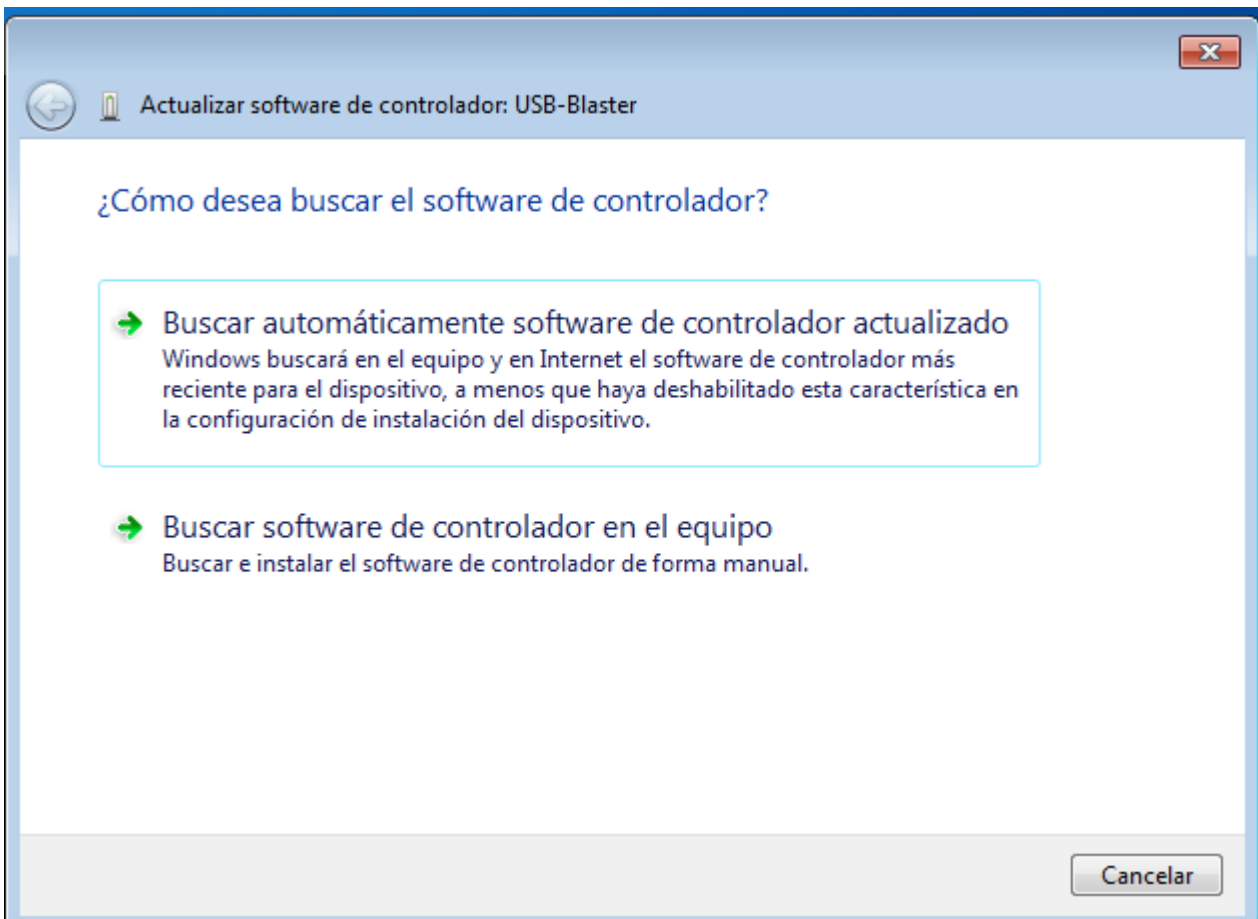 Actualizar software de controlador: USB-Blaster
¿Cómo desea buscar el software de controlador?
Buscar automáticamente software de controlador actualizado
Windows buscará en el equipo y en Internet el software de controlador más
reciente para el dispositivo, a menos que haya deshabilitado esta característica en
la configuración de instalación del dispositivo.
Buscar software de controlador en el equipo
Buscar e instalar el software de controlador de forma manual.
Cancelar